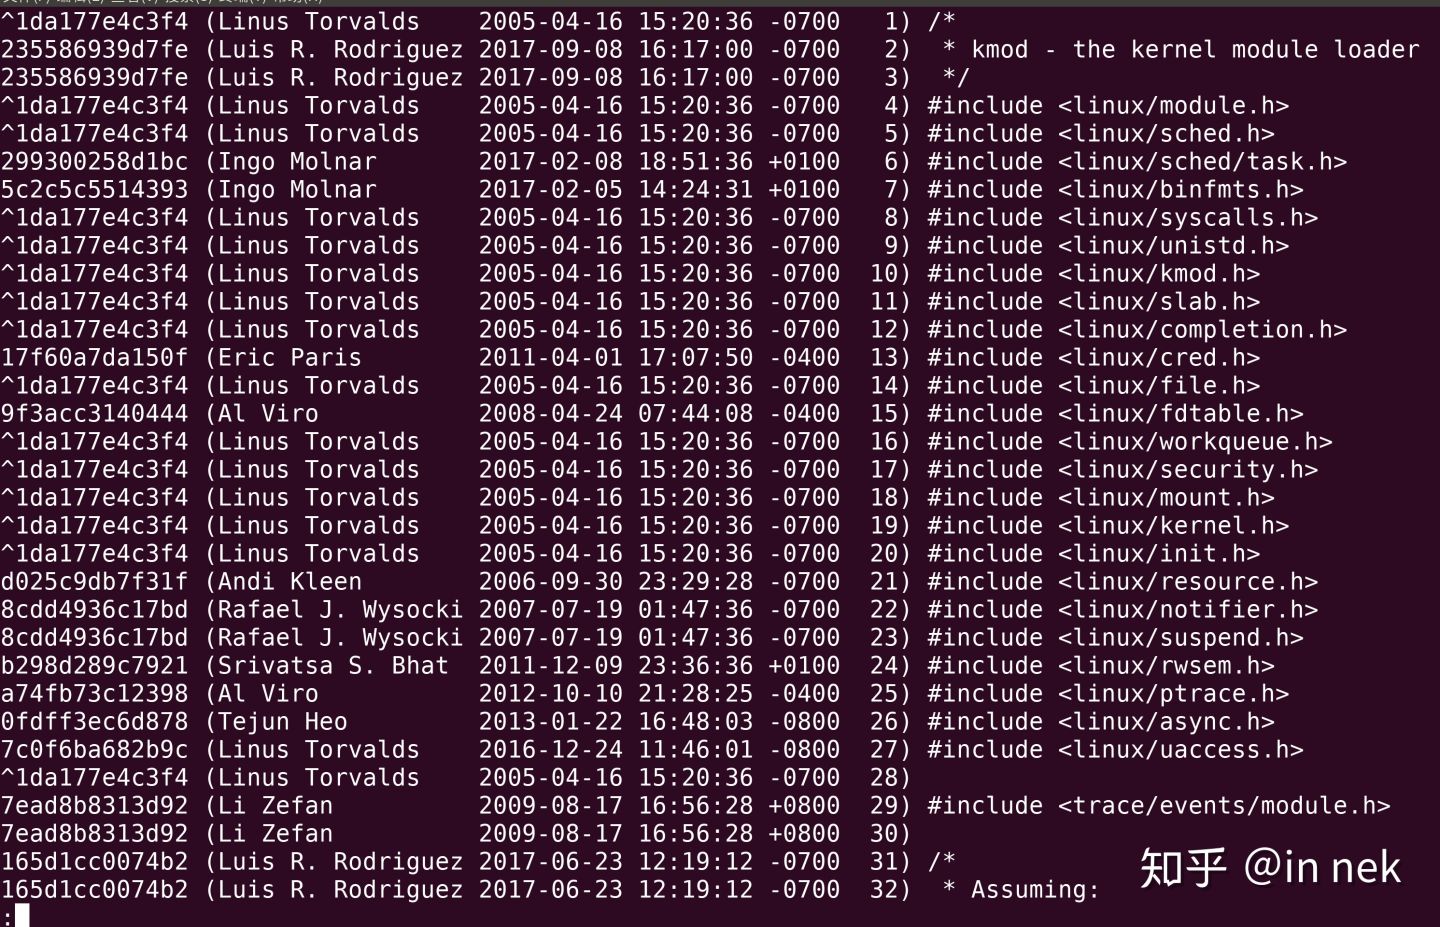 ^1da177e4c3f4 (Linus Torvalds    2005-04-16 15:20:36 -0700   1) /*
235586939d7fe (Luis R. Rodriguez 2017-09-08 16:17:00 -0700   2)  * kmod - the kernel module loader
235586939d7fe (Luis R. Rodriguez 2017-09-08 16:17:00 -0700   3)  */
^1da177e4c3f4 (Linus Torvalds    2005-04-16 15:20:36 -0700   4) #include <linux/module.h>
^1da177e4c3f4 (Linus Torvalds    2005-04-16 15:20:36 -0700   5) #include <linux/sched.h>
299300258d1bc (Ingo Molnar       2017-02-08 18:51:36 +0100   6) #include <linux/sched/task.h>
5c2c5c5514393 (Ingo Molnar       2017-02-05 14:24:31 +0100   7) #include <linux/binfmts.h>
^1da177e4c3f4 (Linus Torvalds    2005-04-16 15:20:36 -0700   8) #include <linux/syscalls.h>
^1da177e4c3f4 (Linus Torvalds    2005-04-16 15:20:36 -0700   9) #include <linux/unistd.h>
^1da177e4c3f4 (Linus Torvalds    2005-04-16 15:20:36 -0700  10) #include <linux/kmod.h>
^1da177e4c3f4 (Linus Torvalds    2005-04-16 15:20:36 -0700  11) #include <linux/slab.h>
^1da177e4c3f4 (Linus Torvalds    2005-04-16 15:20:36 -0700  12) #include <linux/completion.h>
17f60a7da150f (Eric Paris        2011-04-01 17:07:50 -0400  13) #include <linux/cred.h>
^1da177e4c3f4 (Linus Torvalds    2005-04-16 15:20:36 -0700  14) #include <linux/file.h>
9f3acc3140444 (Al Viro           2008-04-24 07:44:08 -0400  15) #include <linux/fdtable.h>
^1da177e4c3f4 (Linus Torvalds    2005-04-16 15:20:36 -0700  16) #include <linux/workqueue.h>
^1da177e4c3f4 (Linus Torvalds    2005-04-16 15:20:36 -0700  17) #include <linux/security.h>
^1da177e4c3f4 (Linus Torvalds    2005-04-16 15:20:36 -0700  18) #include <linux/mount.h>
^1da177e4c3f4 (Linus Torvalds    2005-04-16 15:20:36 -0700  19) #include <linux/kernel.h>
^1da177e4c3f4 (Linus Torvalds    2005-04-16 15:20:36 -0700  20) #include <linux/init.h>
d025c9db7f31f (Andi Kleen        2006-09-30 23:29:28 -0700  21) #include <linux/resource.h>
8cdd4936c17bd (Rafael J. Wysocki 2007-07-19 01:47:36 -0700  22) #include <linux/notifier.h>
8cdd4936c17bd (Rafael J. Wysocki 2007-07-19 01:47:36 -0700  23) #include <linux/suspend.h>
b298d289c7921 (Srivatsa S. Bhat  2011-12-09 23:36:36 +0100  24) #include <linux/rwsem.h>
a74fb73c12398 (Al Viro           2012-10-10 21:28:25 -0400  25) #include <linux/ptrace.h>
0fdff3ec6d878 (Tejun Heo         2013-01-22 16:48:03 -0800  26) #include <linux/async.h>
7c0f6ba682b9c (Linus Torvalds    2016-12-24 11:46:01 -0800  27) #include <linux/uaccess.h>
^1da177e4c3f4 (Linus Torvalds    2005-04-16 15:20:36 -0700  28)
7ead8b8313d92 (Li Zefan          2009-08-17 16:56:28 +0800  29) #include <trace/events/module.h>
7ead8b8313d92 (Li Zefan          2009-08-17 16:56:28 +0800  30)
165d1cc0074b2 (Luis R. Rodriguez 2017-06-23 12:19:12 -0700  31) /*
165d1cc0074b2 (Luis R. Rodriguez 2017-06-23 12:19:12 -0700  32)  * Assuming:
:
知乎 @in nek